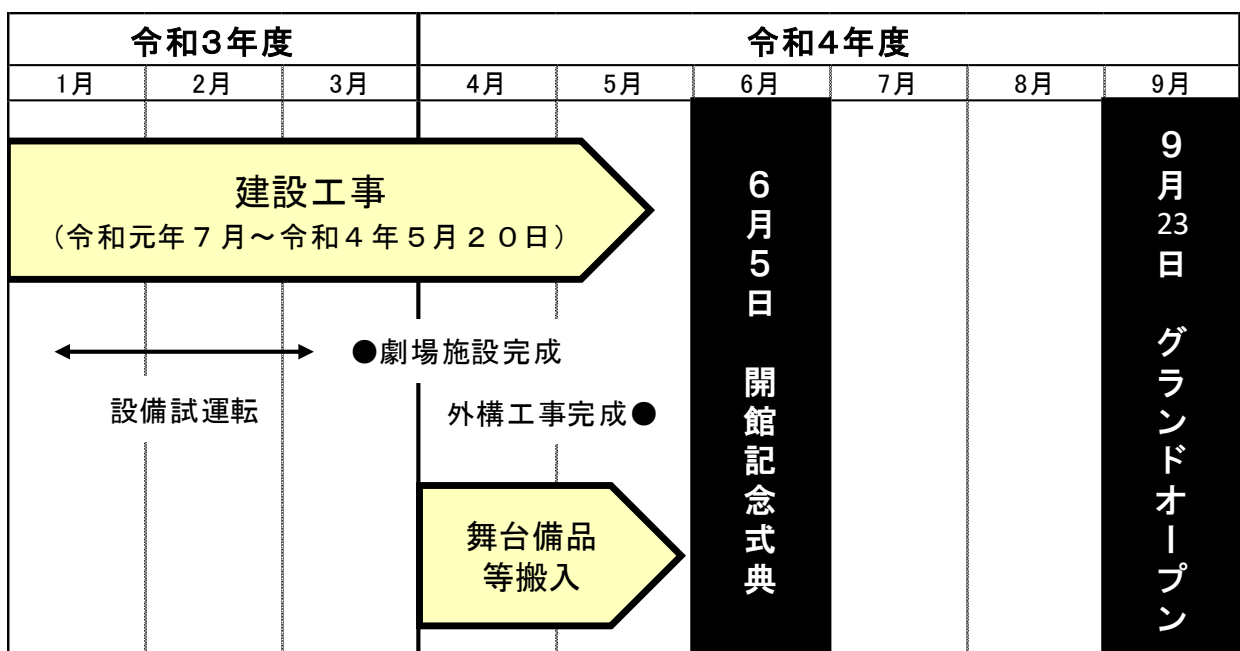 令和３年度
令和４年度
1月
2月
3月
4月
5月
6月
7月
8月
9月
建設工事
（令和元年７月～令和４年５月２０日）
●劇場施設完成
設備試運転
外構工事完成●
舞台備品
等搬入
６月５日　開館記念式典
９月23日　グランドオープン